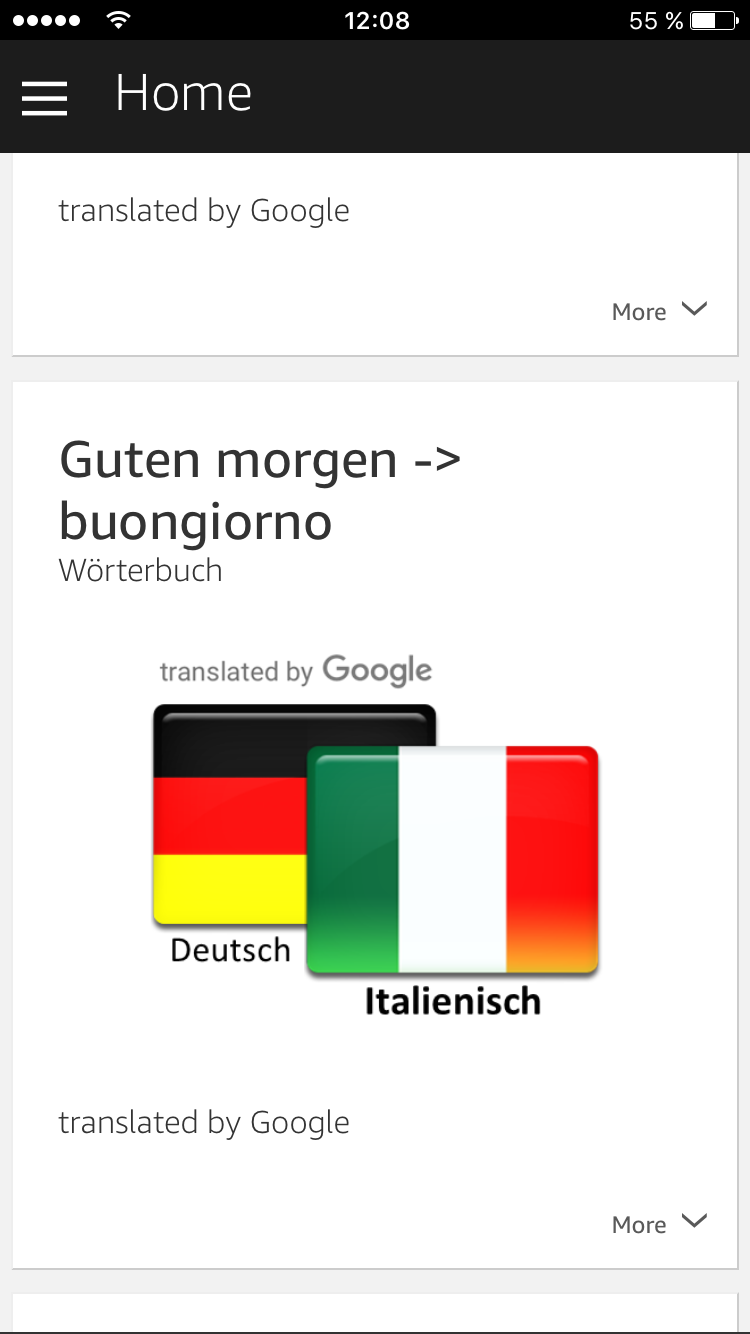 12:08
55 %
Home
translated by Google
More
Guten morgen ->
buongiorno
Wörterbuch
translated by Google
Deutsch
Italienisch
translated by Google
More